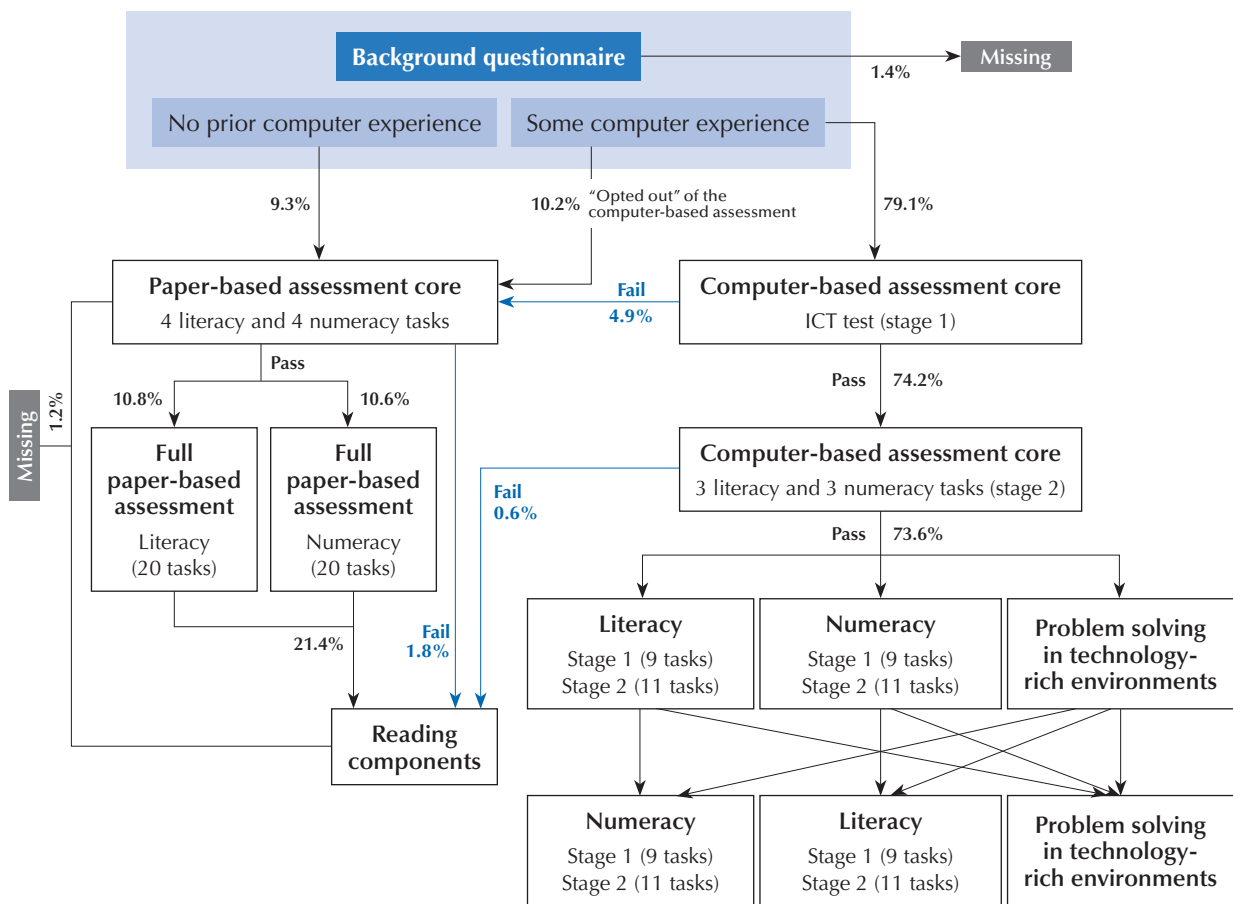 Background questionnaire
Missing
1.4%
No prior computer experience
Some computer experience
9.3%
10.2%
“Opted out” of the
computer-based assessment
79.1%
Paper-based assessment core
4 literacy and 4 numeracy tasks
Fail
4.9%
Computer-based assessment core
ICT test (stage 1)
Pass
Pass
74.2%
Missing
1.2%
10.8%
10.6%
Full
paper-based
assessment
Literacy
(20 tasks)
Full
paper-based
assessment
Numeracy
(20 tasks)
Computer-based assessment core
3 literacy and 3 numeracy tasks (stage 2)
Fail
0.6%
Pass
73.6%
21.4%
Fail
1.8%
Literacy
Stage 1 (9 tasks)
Stage 2 (11 tasks)
Numeracy
Stage 1 (9 tasks)
Stage 2 (11 tasks)
Problem solving
in technology-
rich environments
Reading
components
Numeracy
Stage 1 (9 tasks)
Stage 2 (11 tasks)
Literacy
Stage 1 (9 tasks)
Stage 2 (11 tasks)
Problem solving
in technology-
rich environments